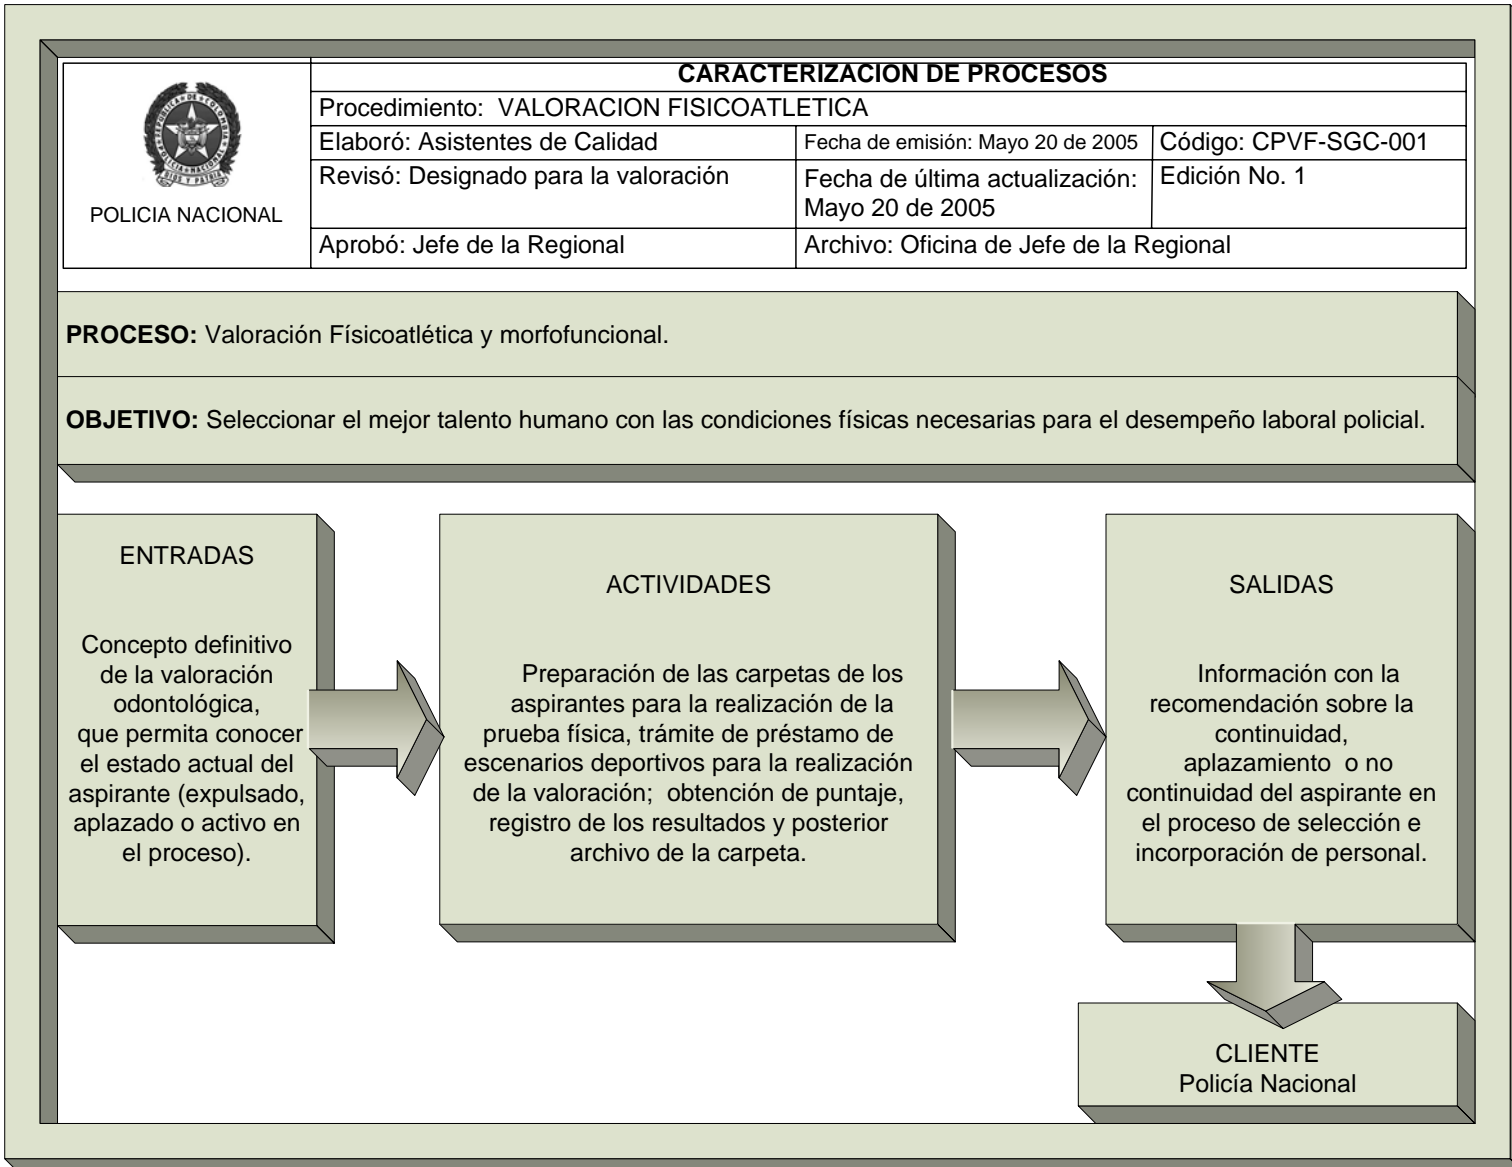 REPUBLICA DE COLOMBIA
POLICIA NACIONAL
DIOS Y PATRIA
POLICIA NACIONAL
CARACTERIZACION DE PROCESOS
Procedimiento: VALORACION FISICOATLETICA
Elaboró: Asistentes de Calidad
Fecha de emisión: Mayo 20 de 2005
Código: CPVF-SGC-001
Revisó: Designado para la valoración
Fecha de última actualización:
Mayo 20 de 2005
Edición No. 1
Aprobó: Jefe de la Regional
Archivo: Oficina de Jefe de la Regional
PROCESO: Valoración Físicoatlética y morfofuncional.
OBJETIVO: Seleccionar el mejor talento humano con las condiciones físicas necesarias para el desempeño laboral policial.
ENTRADAS
Concepto definitivo
de la valoración
odontológica,
que permita conocer
el estado actual del
aspirante (expulsado,
aplazado o activo en
el proceso).
ACTIVIDADES
Preparación de las carpetas de los
aspirantes para la realización de la
prueba física, trámite de préstamo de
escenarios deportivos para la realización
de la valoración; obtención de puntaje,
registro de los resultados y posterior
archivo de la carpeta.
SALIDAS
Información con la
recomendación sobre la
continuidad,
aplazamiento o no
continuidad del aspirante en
el proceso de selección e
incorporación de personal.
CLIENTE
Policía Nacional